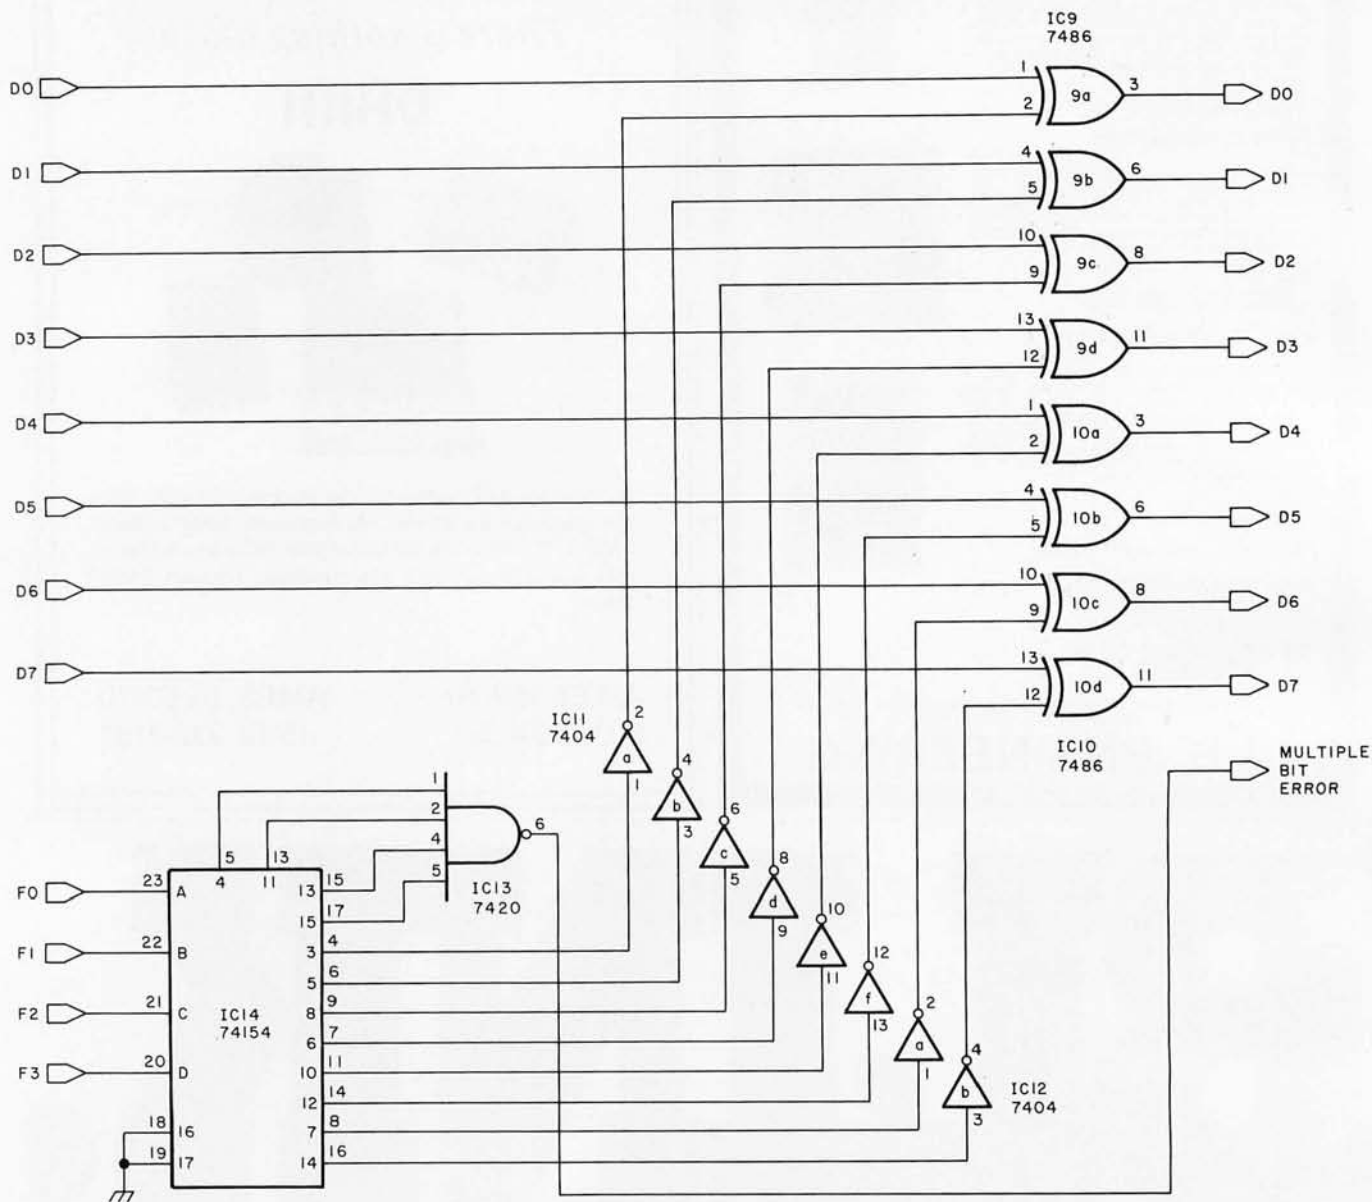 IC9
7486
D0
1
2
9a
3
D0
D1
4
5
9b
6
D1
D2
10
9
9c
8
D2
D3
13
12
9d
11
D3
D4
1
2
10a
3
D4
D5
4
5
10b
6
D5
D6
10
9
10c
8
D6
D7
13
12
10d
11
D7
IC10
7486
MULTIPLE
BIT
ERROR
IC11
7404
2
a
1
4
b
3
6
c
5
8
d
9
10
e
11
12
f
13
2
a
1
4
b
3
IC12
7404
1
2
4
5
6
IC13
7420
5
13
4
11
F0
23
A
13
15
15
17
F1
22
B
3
4
5
6
F2
21
C
IC14
74154
8
9
6
7
F3
20
D
10
11
12
14
18
16
7
8
19
17
14
16